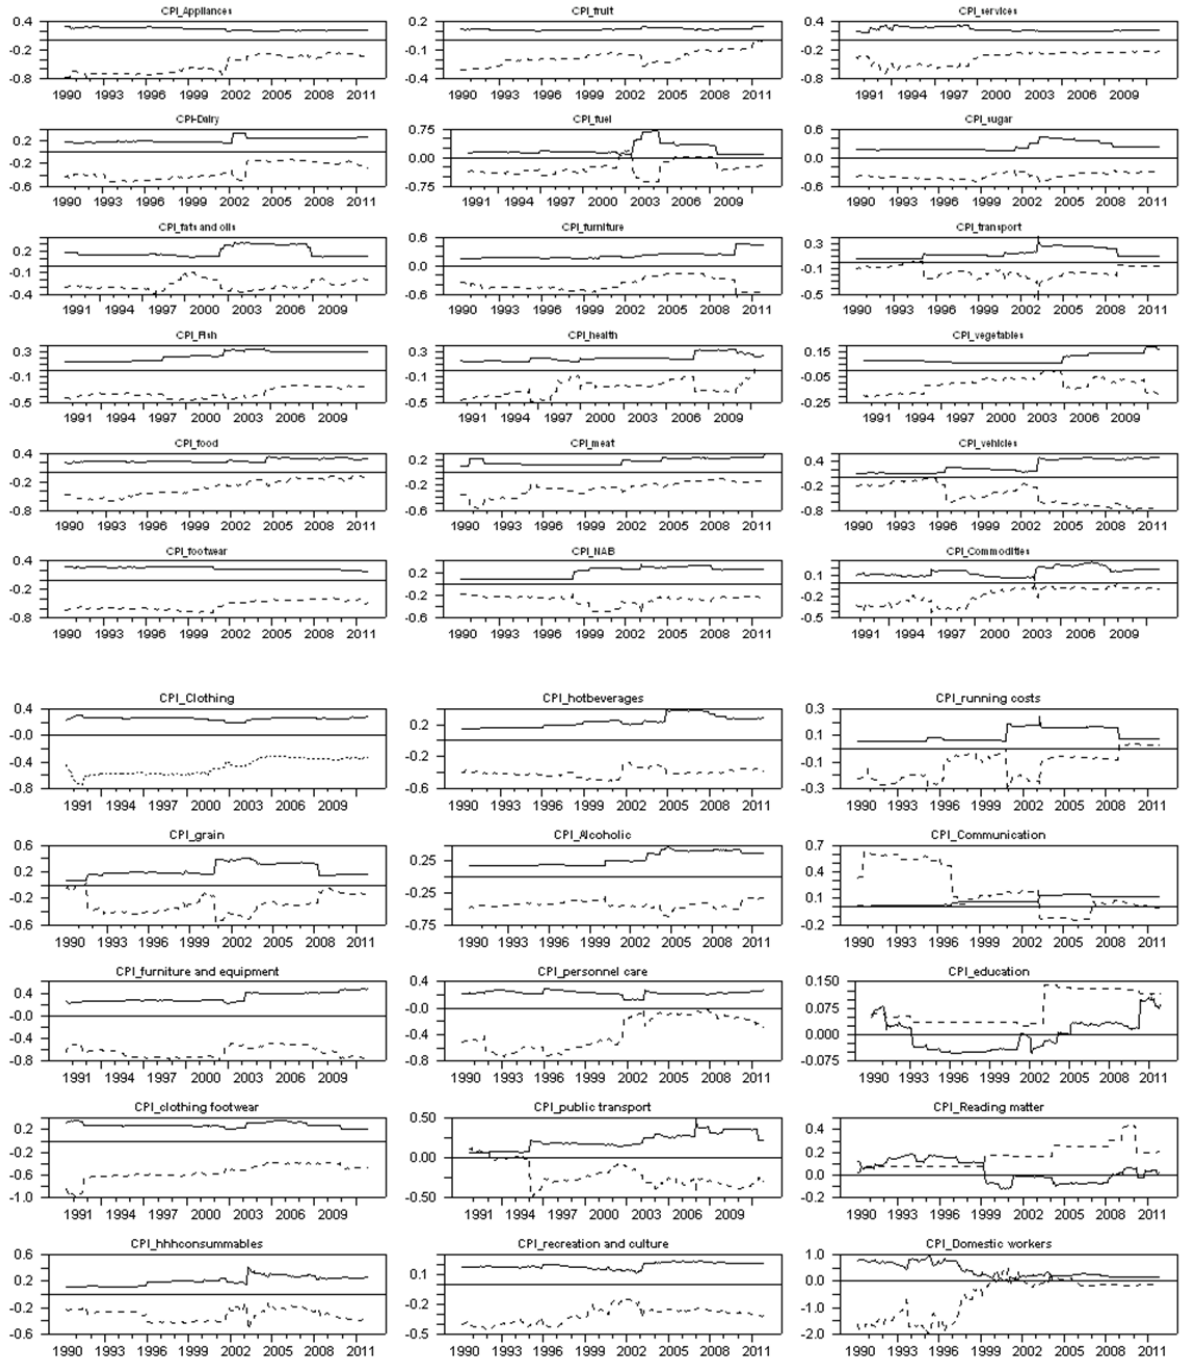 CPI_Appliances
0.4
-0.2
-0.8
1990 1993 1996 1999 2002 2005 2008 2011
CPI_fruit
0.2
-0.1
-0.4
1990 1993 1996 1999 2002 2005 2008 2011
CPI_services
0.4
-0.2
-0.8
1991 1994 1997 2000 2003 2006 2009
CPI-Dairy
0.2
-0.2
-0.6
1990 1993 1996 1999 2002 2005 2008 2011
CPI_fuel
0.75
0.00
-0.75
1991 1994 1997 2000 2003 2006 2009
CPI_sugar
0.6
0.0
-0.6
1990 1993 1996 1999 2002 2005 2008 2011
CPI_fats and oils
0.2
-0.1
-0.4
1991 1994 1997 2000 2003 2006 2009
CPI_furniture
0.6
0.0
-0.6
1990 1993 1996 1999 2002 2005 2008 2011
CPI_transport
0.3
-0.1
-0.5
1990 1993 1996 1999 2002 2005 2008 2011
CPI_Fish
0.3
-0.1
-0.5
1991 1994 1997 2000 2003 2006 2009
CPI_health
0.3
-0.1
-0.5
1991 1994 1997 2000 2003 2006 2009
CPI_vegetables
0.15
-0.05
-0.25
1991 1994 1997 2000 2003 2006 2009
CPI_food
0.4
-0.2
-0.8
1990 1993 1996 1999 2002 2005 2008 2011
CPI_meat
0.2
-0.2
-0.6
1990 1993 1996 1999 2002 2005 2008 2011
CPI_vehicles
0.4
-0.2
-0.8
1990 1993 1996 1999 2002 2005 2008 2011
CPI_footwear
0.4
-0.2
-0.8
1990 1993 1996 1999 2002 2005 2008 2011
CPI_NAB
0.2
-0.2
-0.6
1990 1993 1996 1999 2002 2005 2008 2011
CPI_Commodities
0.1
-0.2
-0.5
1991 1994 1997 2000 2003 2006 2009
CPI_Clothing
0.4
-0.0
-0.4
-0.8
1991 1994 1997 2000 2003 2006 2009
CPI_hotbeverages
0.2
-0.2
-0.6
1990 1993 1996 1999 2002 2005 2008 2011
CPI_running costs
0.3
0.1
-0.1
-0.3
1990 1993 1996 1999 2002 2005 2008 2011
CPI_grain
0.6
0.2
-0.2
-0.6
1990 1993 1996 1999 2002 2005 2008 2011
CPI_Alcoholic
0.25
-0.25
-0.75
1990 1993 1996 1999 2002 2005 2008 2011
CPI_Communication
0.7
0.4
0.1
-0.2
1990 1993 1996 1999 2002 2005 2008 2011
CPI_furniture and equipment
0.4
-0.0
-0.4
-0.8
1991 1994 1997 2000 2003 2006 2009
CPI_personnel care
0.4
-0.0
-0.4
-0.8
1990 1993 1996 1999 2002 2005 2008 2011
CPI_education
0.150
0.075
0.000
-0.075
1990 1993 1996 1999 2002 2005 2008 2011
CPI_clothing footwear
0.2
-0.2
-0.6
-1.0
1991 1994 1997 2000 2003 2006 2009
CPI_public transport
0.50
0.00
-0.50
1991 1994 1997 2000 2003 2006 2009
CPI_Reading matter
0.4
0.2
0.0
-0.2
1990 1993 1996 1999 2002 2005 2008 2011
CPI_hhhconsummables
0.6
0.2
-0.2
-0.6
1990 1993 1996 1999 2002 2005 2008 2011
CPI_recreation and culture
0.1
-0.2
-0.5
1990 1993 1996 1999 2002 2005 2008 2011
CPI_Domestic workers
1.0
0.0
-1.0
-2.0
1990 1993 1996 1999 2002 2005 2008 2011